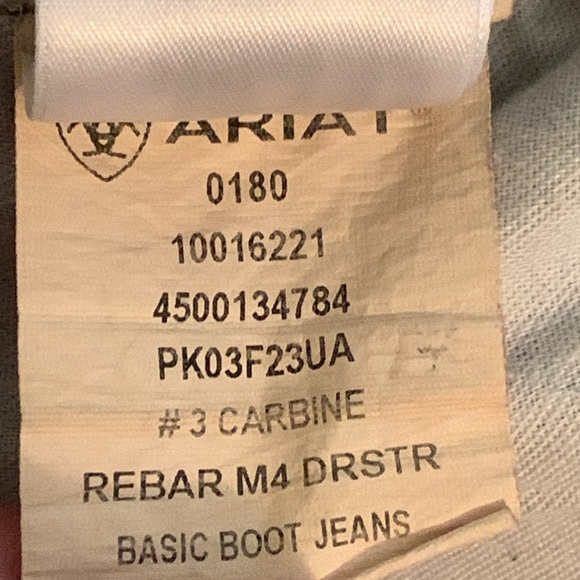 ARIAT®
0180
10016221
4500134784
PK03F23UA
#3 CARBINE
REBAR M4 DRSTR
BASIC BOOT JEANS